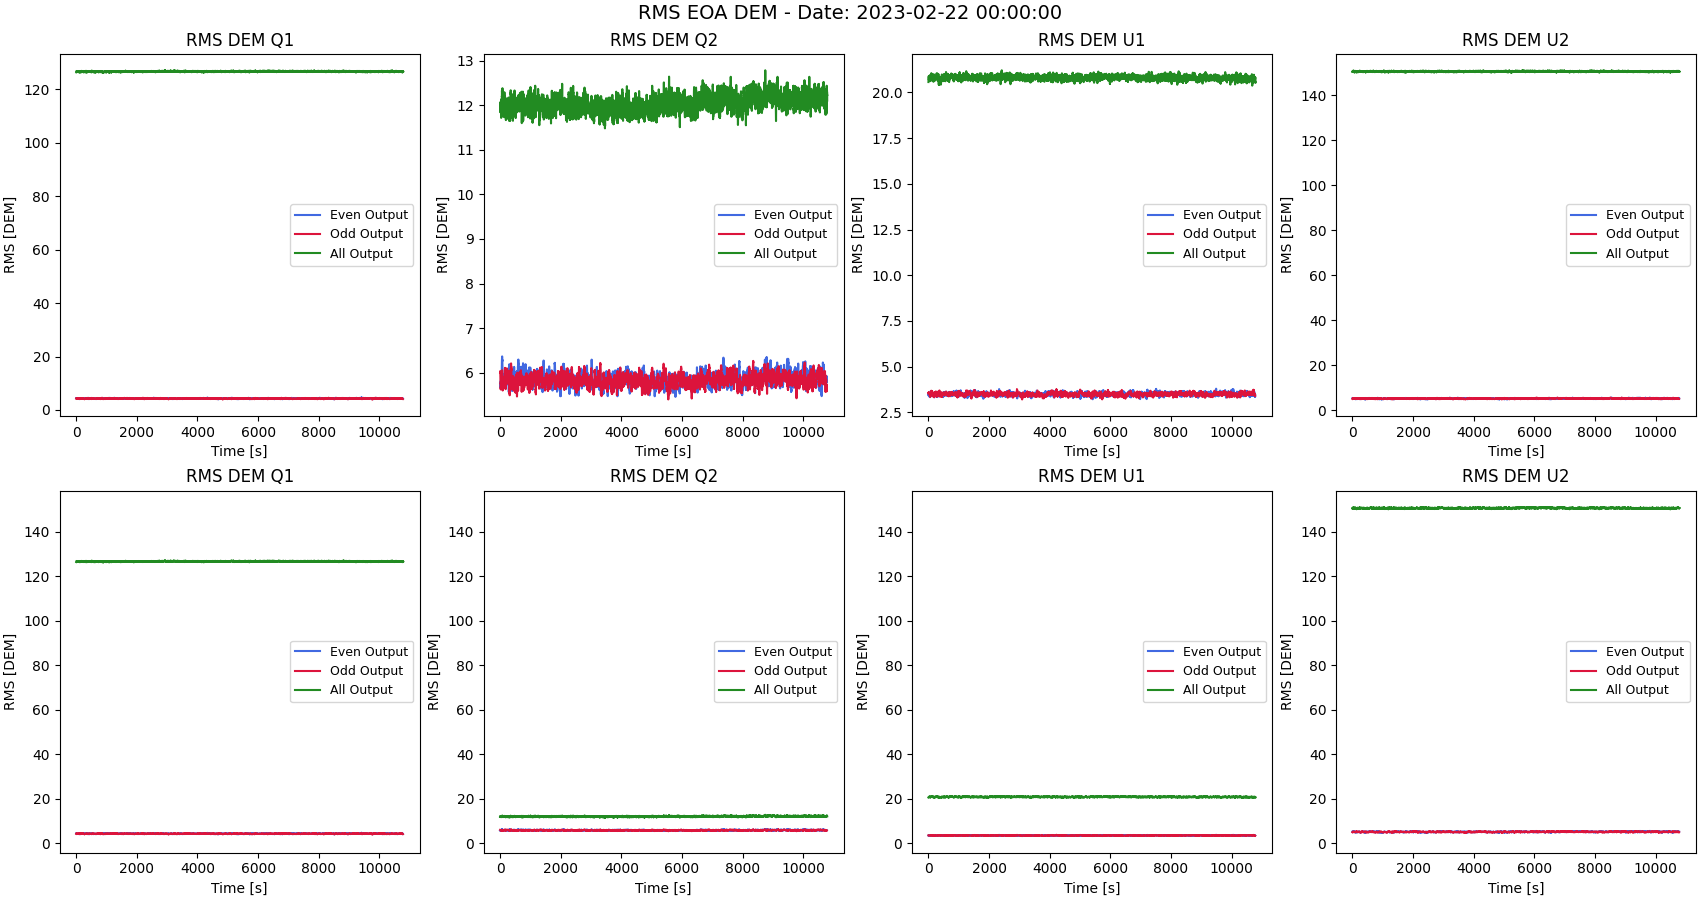 RMS EOA DEM - Date: 2023-02-22 00:00:00
RMS DEM Q1
RMS [DEM]
120
100
80
60
40
20
0
Even Output
Odd Output
All Output
0 2000 4000 6000 8000 10000
Time [s]
RMS DEM Q2
RMS [DEM]
13
12
11
10
9
8
7
6
Even Output
Odd Output
All Output
0 2000 4000 6000 8000 10000
Time [s]
RMS DEM U1
RMS [DEM]
20.0
17.5
15.0
12.5
10.0
7.5
5.0
2.5
Even Output
Odd Output
All Output
0 2000 4000 6000 8000 10000
Time [s]
RMS DEM U2
RMS [DEM]
140
120
100
80
60
40
20
0
Even Output
Odd Output
All Output
0 2000 4000 6000 8000 10000
Time [s]
RMS DEM Q1
RMS [DEM]
140
120
100
80
60
40
20
0
Even Output
Odd Output
All Output
0 2000 4000 6000 8000 10000
Time [s]
RMS DEM Q2
RMS [DEM]
140
120
100
80
60
40
20
0
Even Output
Odd Output
All Output
0 2000 4000 6000 8000 10000
Time [s]
RMS DEM U1
RMS [DEM]
140
120
100
80
60
40
20
0
Even Output
Odd Output
All Output
0 2000 4000 6000 8000 10000
Time [s]
RMS DEM U2
RMS [DEM]
140
120
100
80
60
40
20
0
Even Output
Odd Output
All Output
0 2000 4000 6000 8000 10000
Time [s]